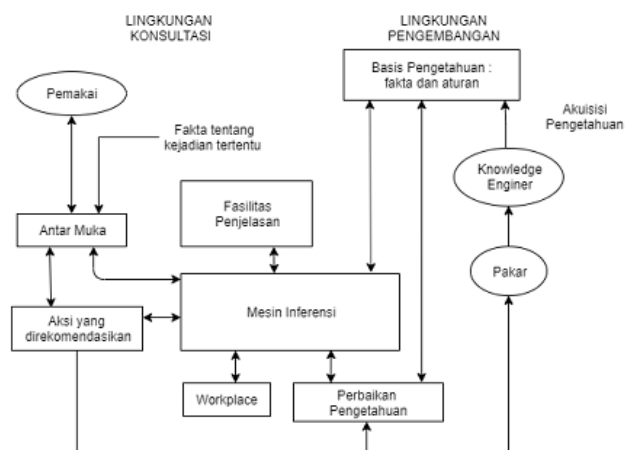 LINGKUNGAN
KONSULTASI
LINGKUNGAN
PENGEMBANGAN
Basis Pengetahuan :
fakta dan aturan
Pemakai
Akuisisi
Pengetahuan
Fakta tentang
kejadian tertentu
Knowledge
Enginer
Fasilitas
Penjelasan
Antar Muka
Pakar
Mesin Inferensi
Aksi yang
direkomendasikan
Workplace
Perbaikan
Pengetahuan